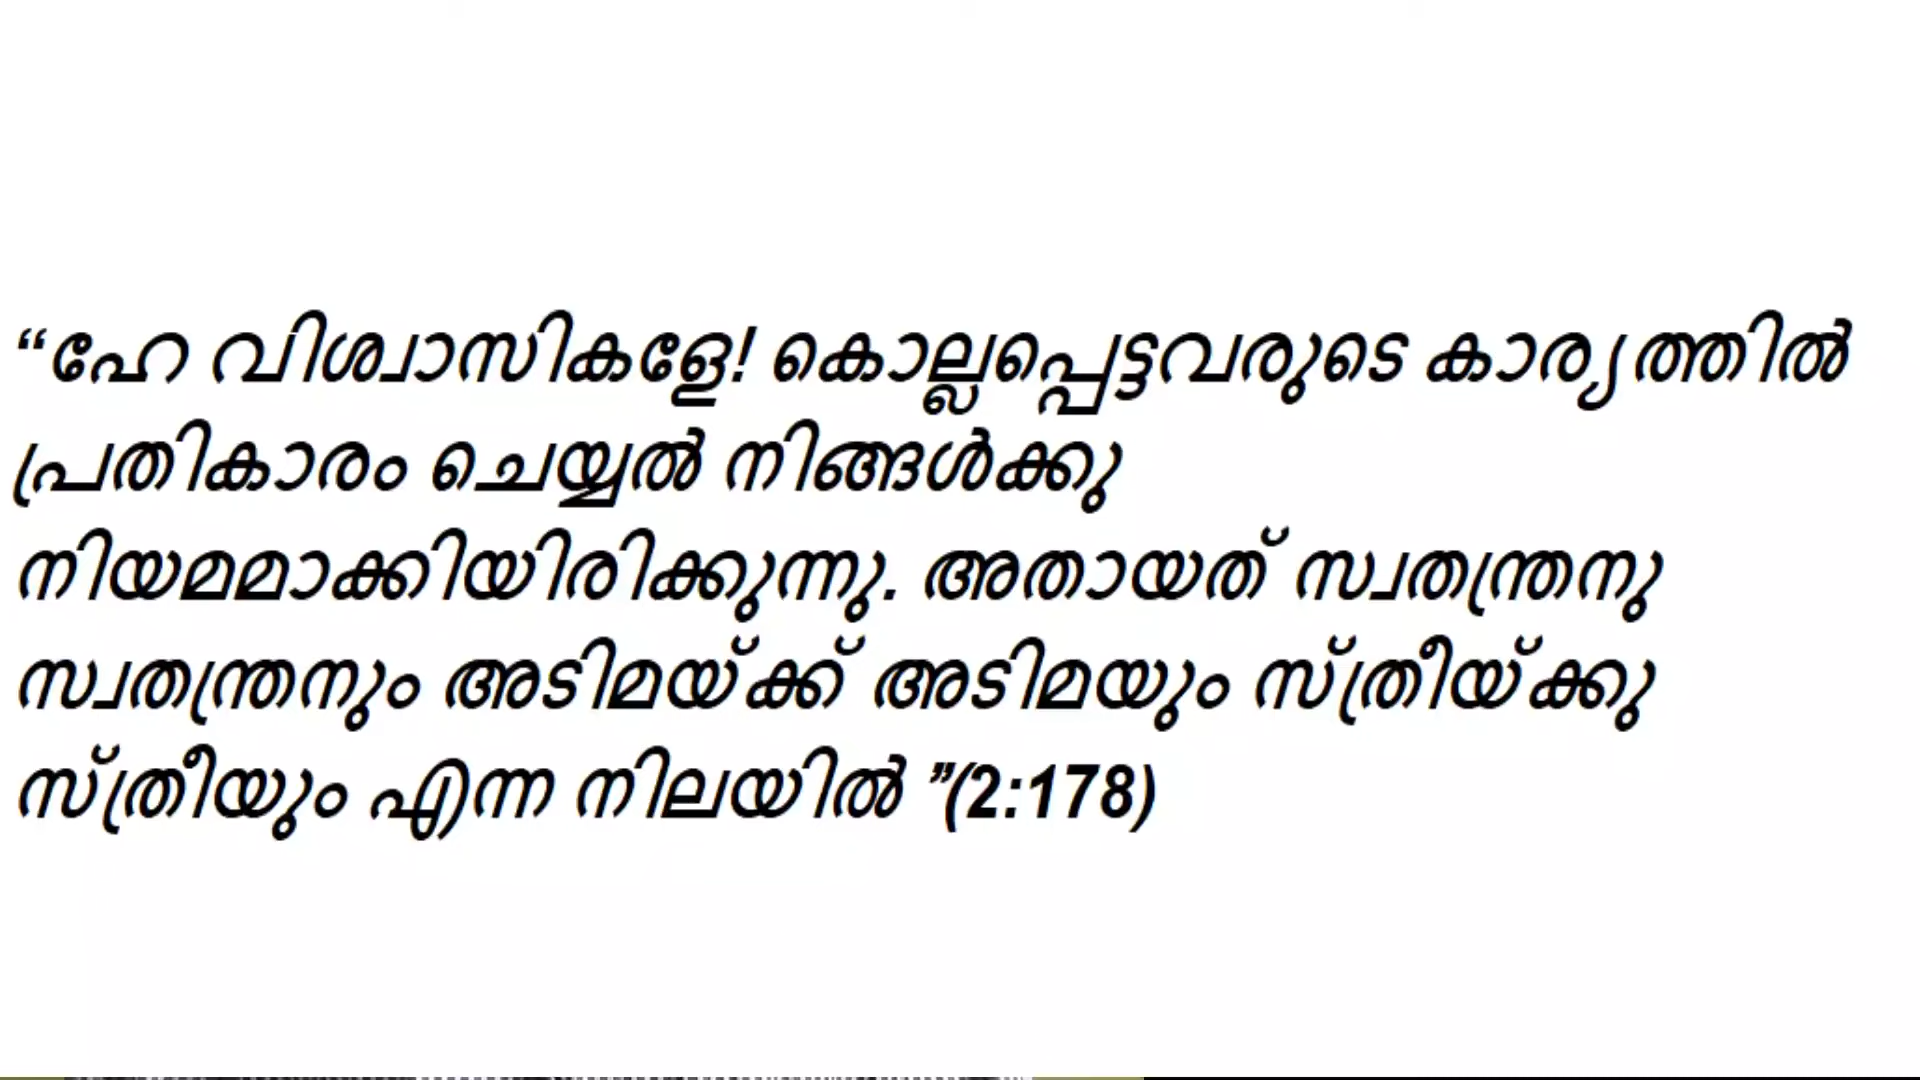 “ഹേ വിശ്വാസികളേ! കൊല്ലപ്പെട്ടവരുടെ കാര്യത്തിൽ
പ്രതികാരം ചെയ്യൽ നിങ്ങൾക്കു
നിയമമാക്കിയിരിക്കുന്നു. അതായത് സ്വതന്ത്രനു
സ്വതന്ത്രനും അടിമയ്ക്ക് അടിമയും സ്ത്രീയ്ക്കു
സ്ത്രീയും എന്ന നിലയിൽ ”(2:178)